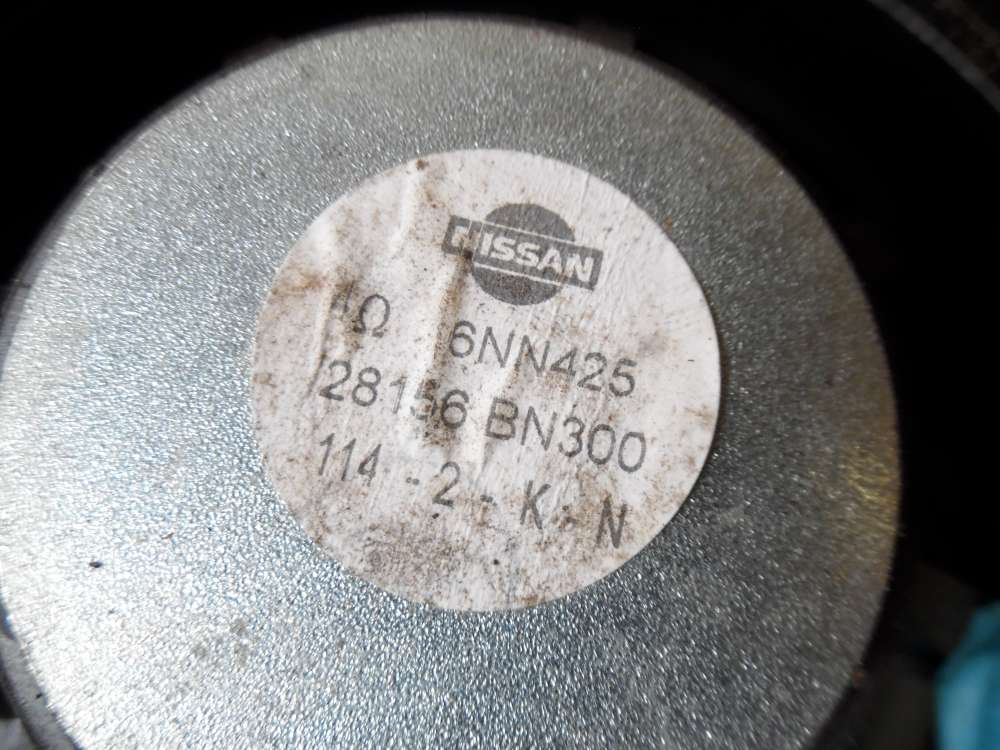 NISSAN
4Ω 6NN425
28156 BN300
114 - 2 - K - N